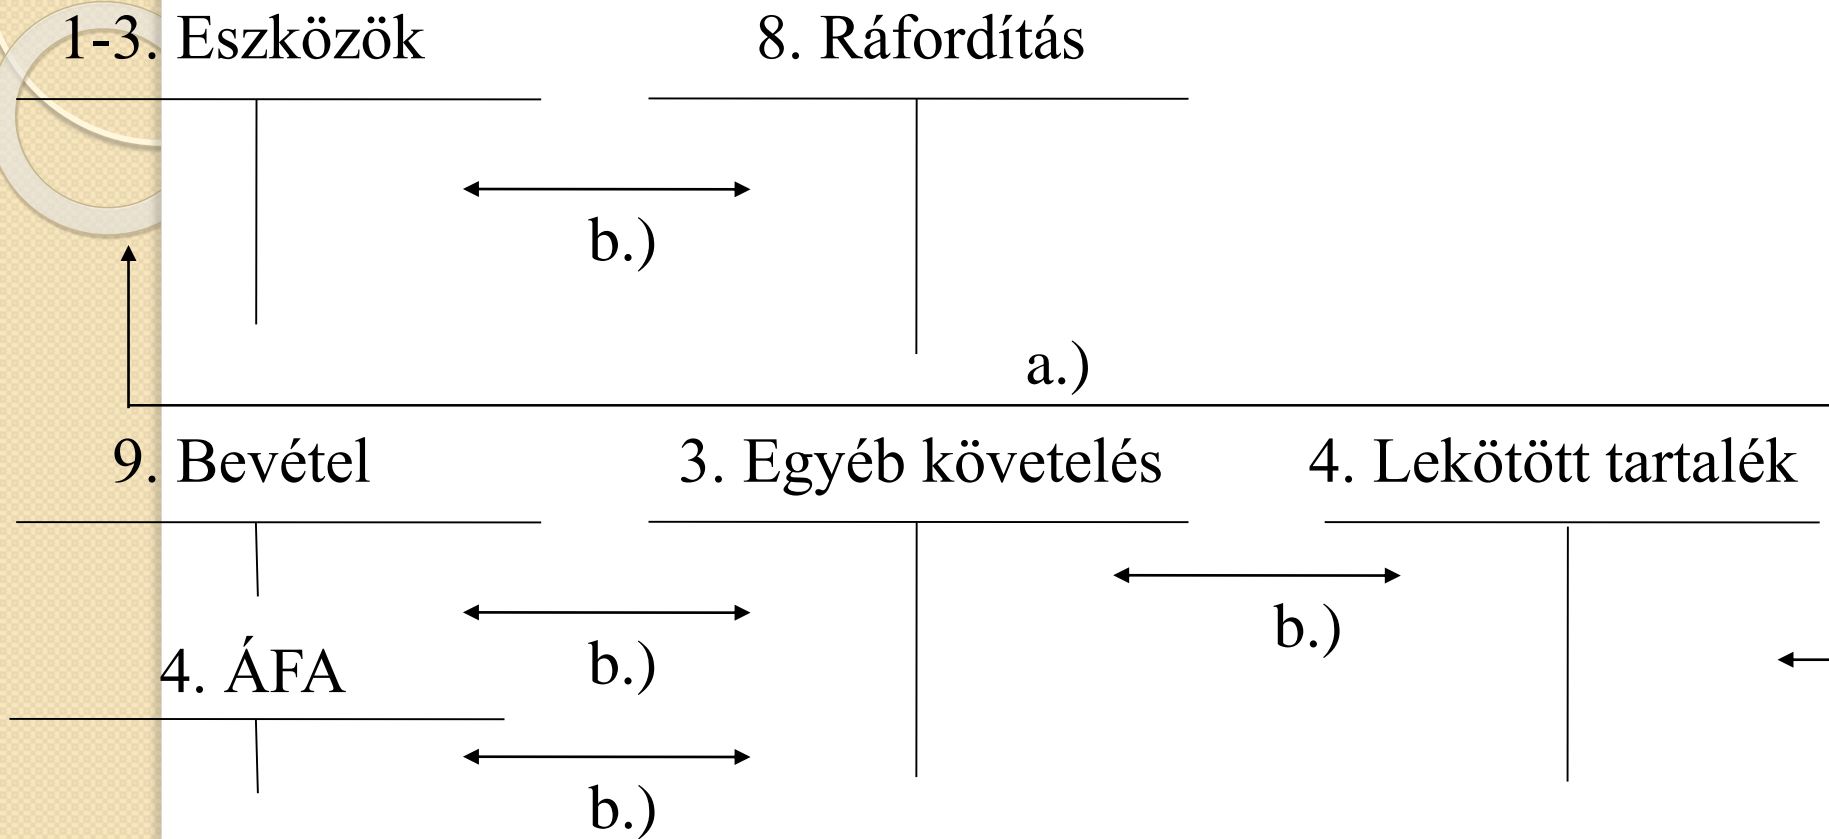 1-3. Eszközök
8. Ráfordítás
b.)
a.)
9. Bevétel
3. Egyéb követelés
4. Lekötött tartalék
b.)
b.)
4. ÁFA
b.)